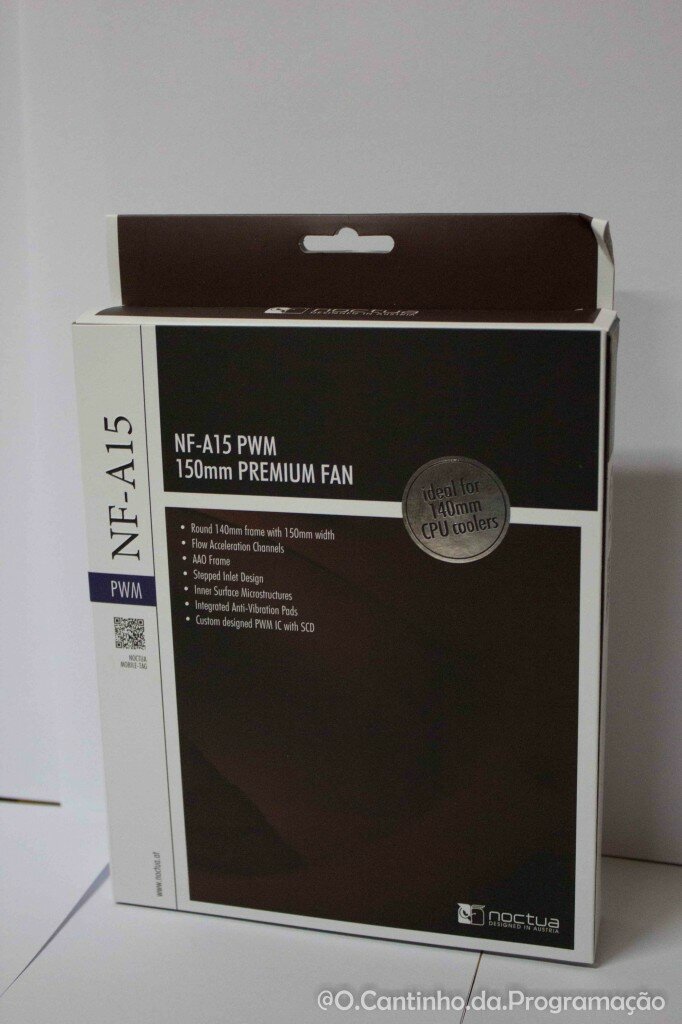 noctua
NF-A15
PWM
NOCTUA
MOBILE-TAG
www.noctua.at
NF-A15 PWM
150mm PREMIUM FAN
ideal for
140mm
CPU coolers
• Round 140mm frame with 150mm width
• Flow Acceleration Channels
• AAO Frame
• Stepped Inlet Design
• Inner Surface Microstructures
• Integrated Anti-Vibration Pads
• Custom designed PWM IC with SCD
noctua
DESIGNED IN AUSTRIA
@O.Cantinho.da.Programação